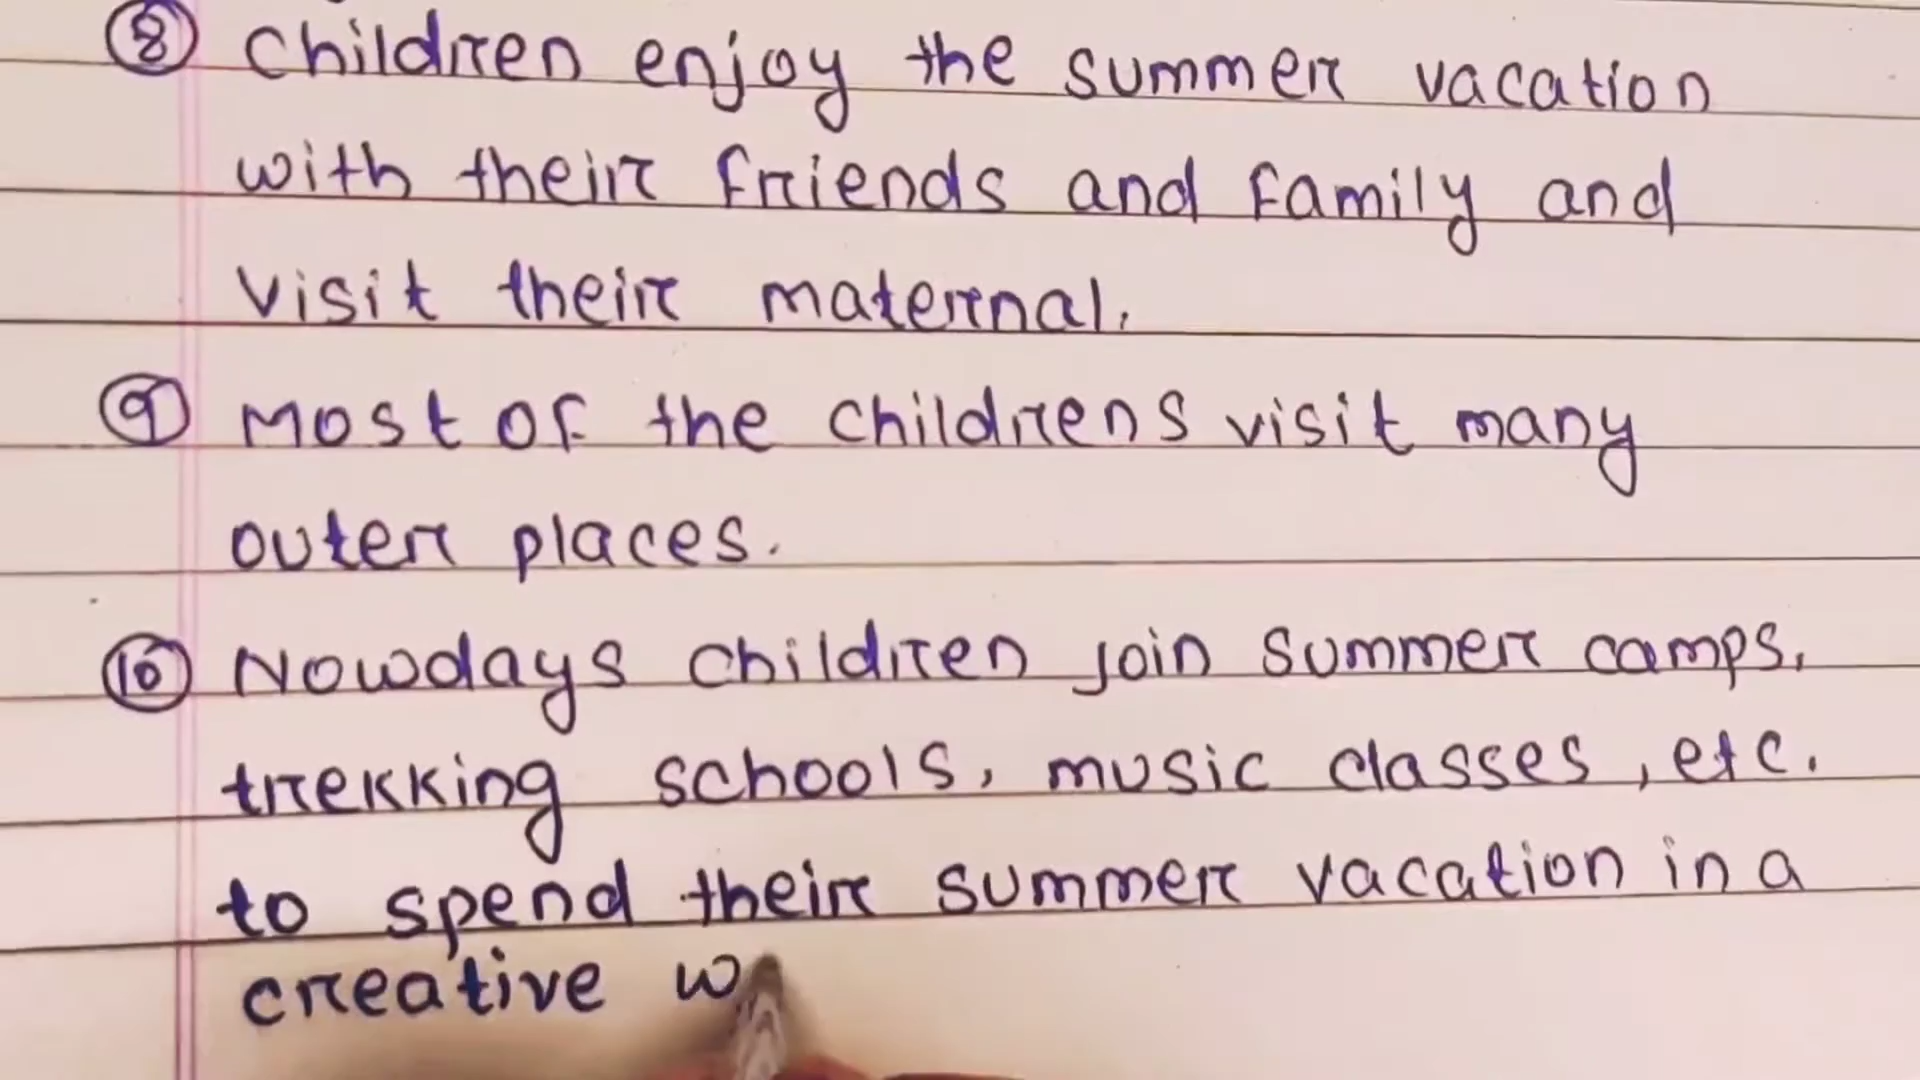 8 Children enjoy the summer vacation
with their friends and family and
visit their maternal.
9 Most of the childrens visit many
outer places.
10 Nowdays children join summer camps,
trekking schools, music classes, etc.
to spend their summer vacation in a
creative w